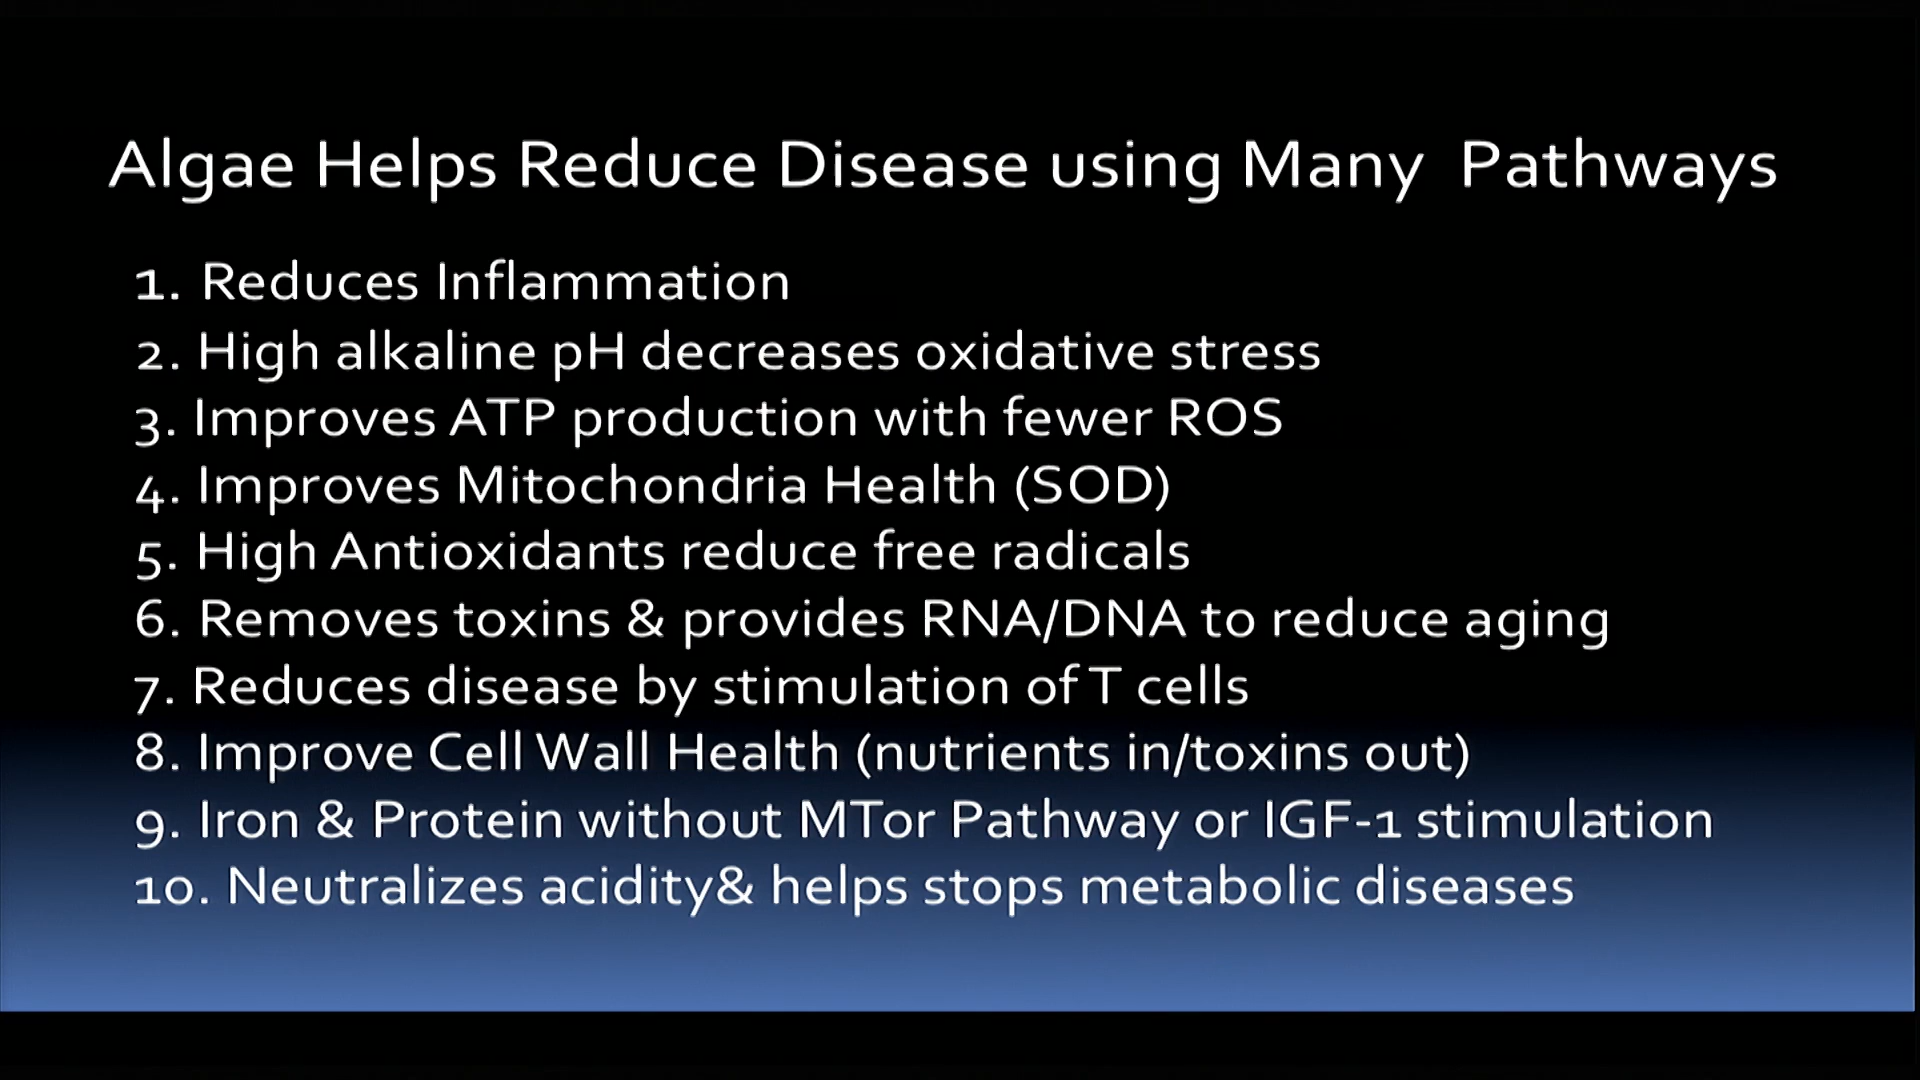 Algae Helps Reduce Disease using Many  Pathways
1. Reduces Inflammation
2. High alkaline pH decreases oxidative stress
3. Improves ATP production with fewer ROS
4. Improves Mitochondria Health (SOD)
5. High Antioxidants reduce free radicals
6. Removes toxins & provides RNA/DNA to reduce aging
7. Reduces disease by stimulation of T cells
8. Improve Cell Wall Health (nutrients in/toxins out)
9. Iron & Protein without MTor Pathway or IGF-1 stimulation
10. Neutralizes acidity& helps stops metabolic diseases